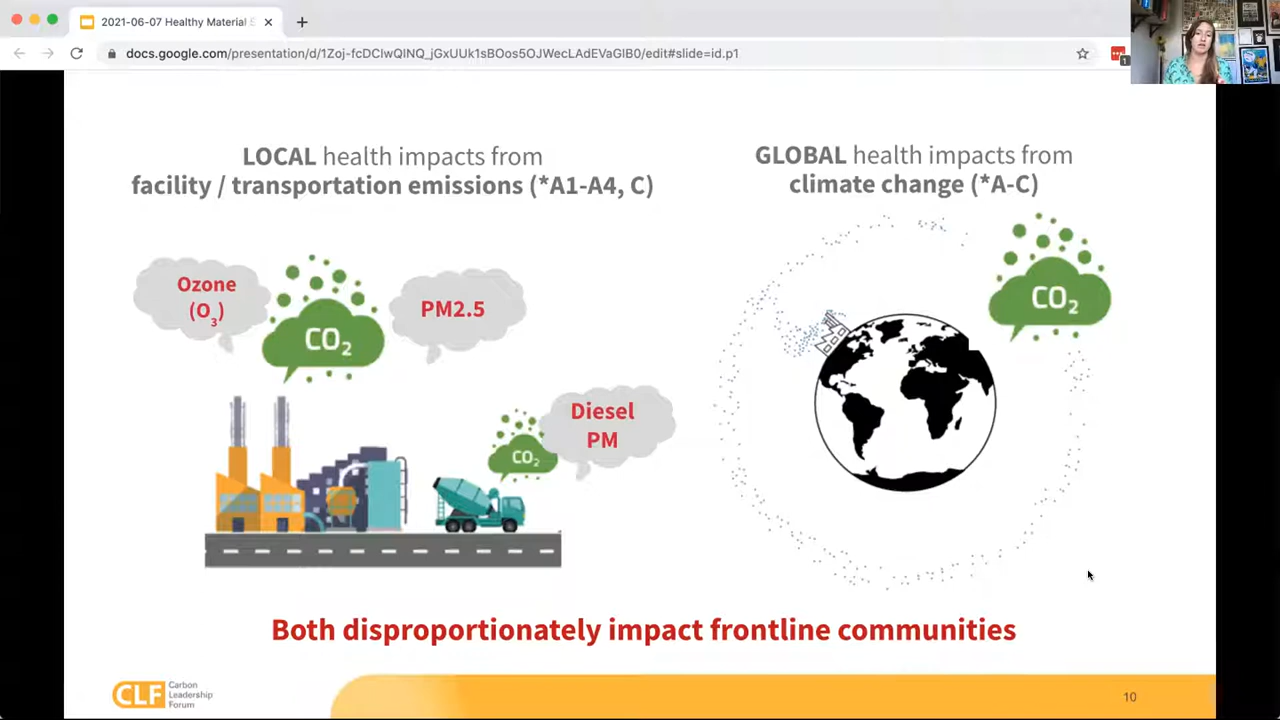 2021-06-07 Healthy Material S
docs.google.com/presentation/d/1Zoj-fcDCIwQINQ_jGxUUk1sBOos5OJWecLAdEVaGIB0/edit#slide=id.p1
1
LOCAL health impacts from
facility / transportation emissions (*A1-A4, C)
GLOBAL health impacts from
climate change (*A-C)
Ozone
(O3)
CO2
PM2.5
Diesel
PM
CO2
CO2
Both disproportionately impact frontline communities
CLF
Carbon
Leadership
Forum
10